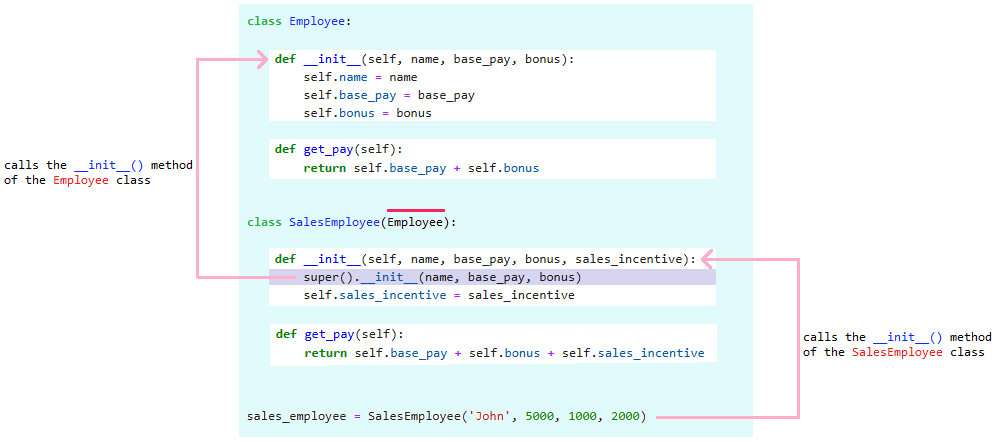 class Employee:
def __init__(self, name, base_pay, bonus):
self.name = name
self.base_pay = base_pay
self.bonus = bonus
def get_pay(self):
return self.base_pay + self.bonus
calls the __init__() method
of the Employee class
class SalesEmployee(Employee):
def __init__(self, name, base_pay, bonus, sales_incentive):
super().__init__(name, base_pay, bonus)
self.sales_incentive = sales_incentive
def get_pay(self):
return self.base_pay + self.bonus + self.sales_incentive
calls the __init__() method
of the SalesEmployee class
sales_employee = SalesEmployee('John', 5000, 1000, 2000)